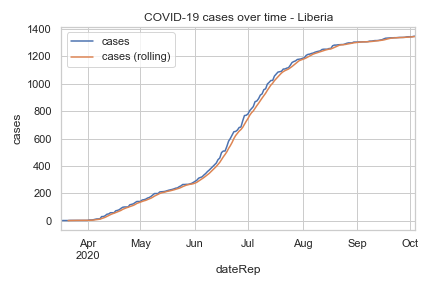 COVID-19 cases over time - Liberia
cases
cases (rolling)
1400
1200
1000
800
600
400
200
0
cases
Apr May Jun Jul Aug Sep Oct
2020
dateRep